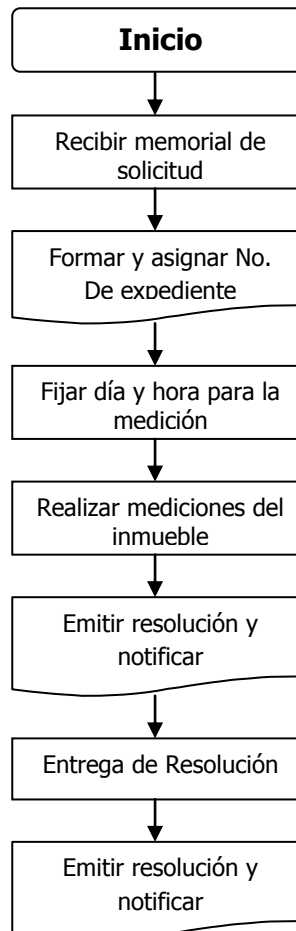 Inicio
Recibir memorial de
solicitud
Formar y asignar No.
De expediente
Fijar día y hora para la
medición
Realizar mediciones del
inmueble
Emitir resolución y
notificar
Entrega de Resolución
Emitir resolución y
notificar